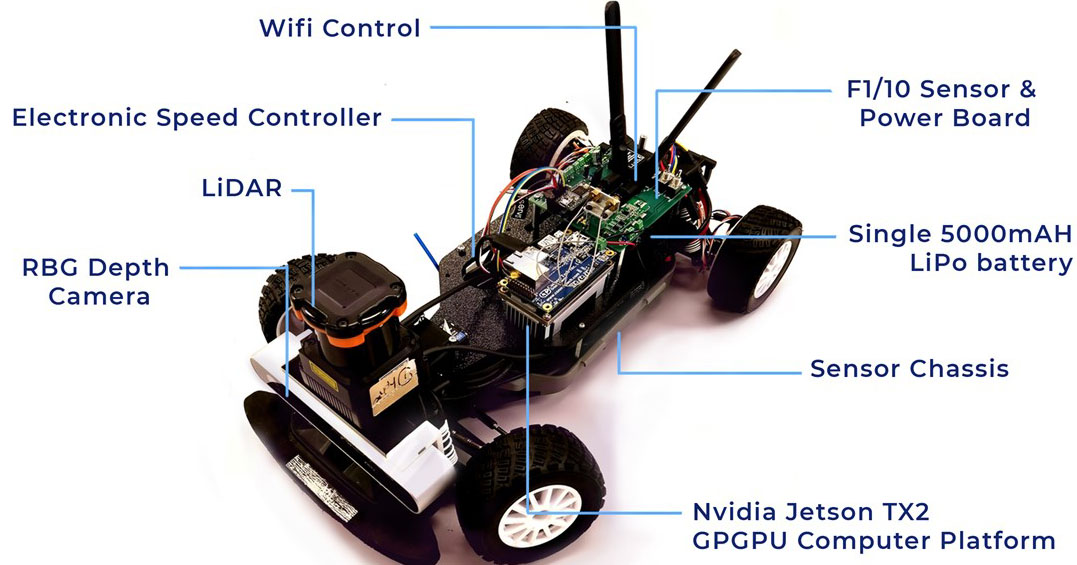 Wifi Control
F1/10 Sensor &
Power Board
Electronic Speed Controller
LiDAR
Single 5000mAH
LiPo battery
RBG Depth
Camera
Sensor Chassis
Nvidia Jetson TX2
GPGPU Computer Platform